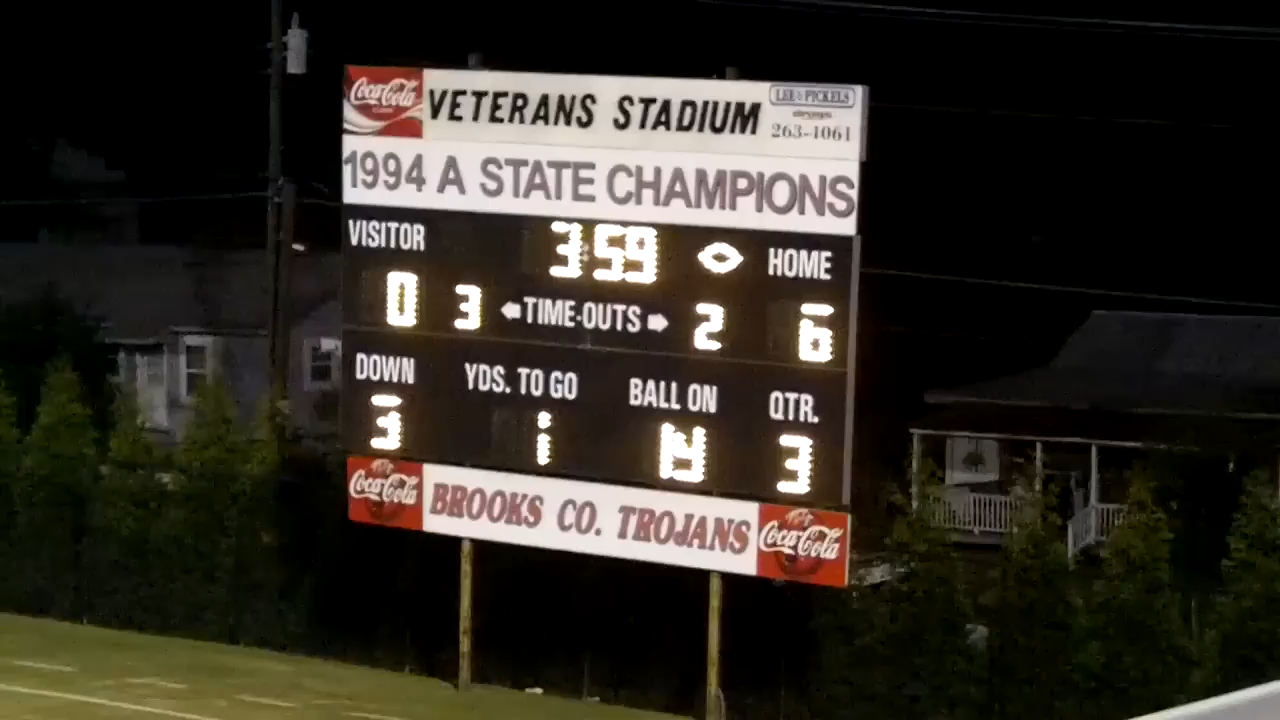 Coca-Cola
CLASSIC
VETERANS STADIUM
LEE & PICKELS
263-1061
1994 A STATE CHAMPIONS
VISITOR 3:59 HOME
0 3 TIME-OUTS 2 6
DOWN YDS. TO GO BALL ON QTR.
3 3
Coca-Cola BROOKS CO. TROJANS Coca-Cola